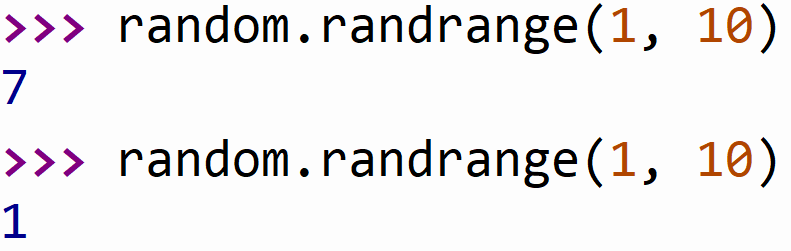 >>> random.randrange(1, 10)
7
>>> random.randrange(1, 10)
1